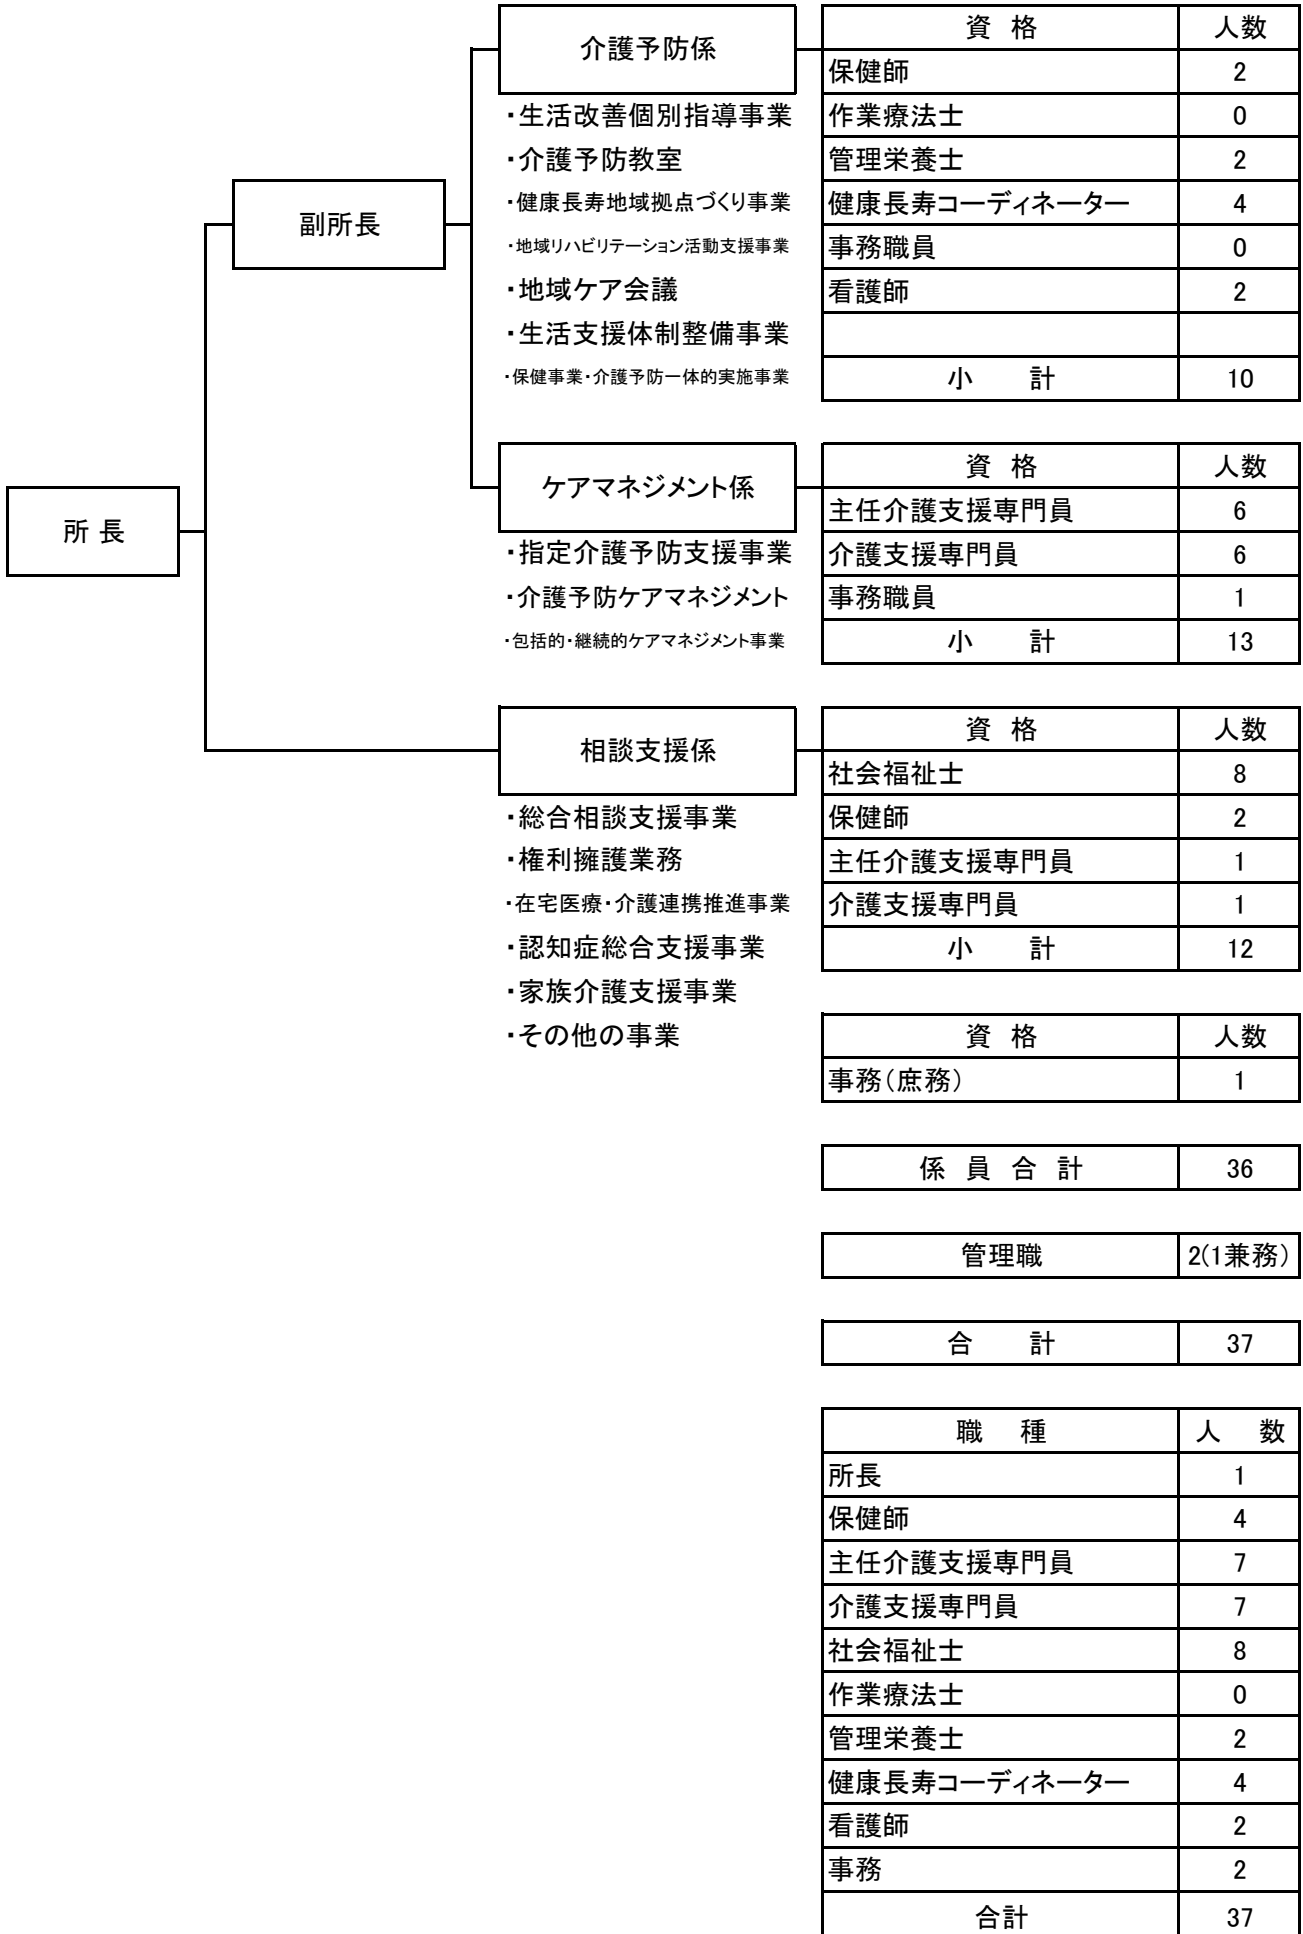 所 長
副所長
介護予防係
・生活改善個別指導事業
・介護予防教室
・健康長寿地域拠点づくり事業
・地域リハビリテーション活動支援事業
・地域ケア会議
・生活支援体制整備事業
・保健事業・介護予防一体的実施事業
資 格 人数
保健師 2
作業療法士 0
管理栄養士 2
健康長寿コーディネーター 4
事務職員 0
看護師 2
小 計 10
ケアマネジメント係
・指定介護予防支援事業
・介護予防ケアマネジメント
・包括的・継続的ケアマネジメント事業
資 格 人数
主任介護支援専門員 6
介護支援専門員 6
事務職員 1
小 計 13
相談支援係
・総合相談支援事業
・権利擁護業務
・在宅医療・介護連携推進事業
・認知症総合支援事業
・家族介護支援事業
・その他の事業
資 格 人数
社会福祉士 8
保健師 2
主任介護支援専門員 1
介護支援専門員 1
小 計 12
資 格 人数
事務（庶務） 1
係 員 合 計 36
管理職 2(1兼務）
合 計 37
職 種 人 数
所長 1
保健師 4
主任介護支援専門員 7
介護支援専門員 7
社会福祉士 8
作業療法士 0
管理栄養士 2
健康長寿コーディネーター 4
看護師 2
事務 2
合計 37